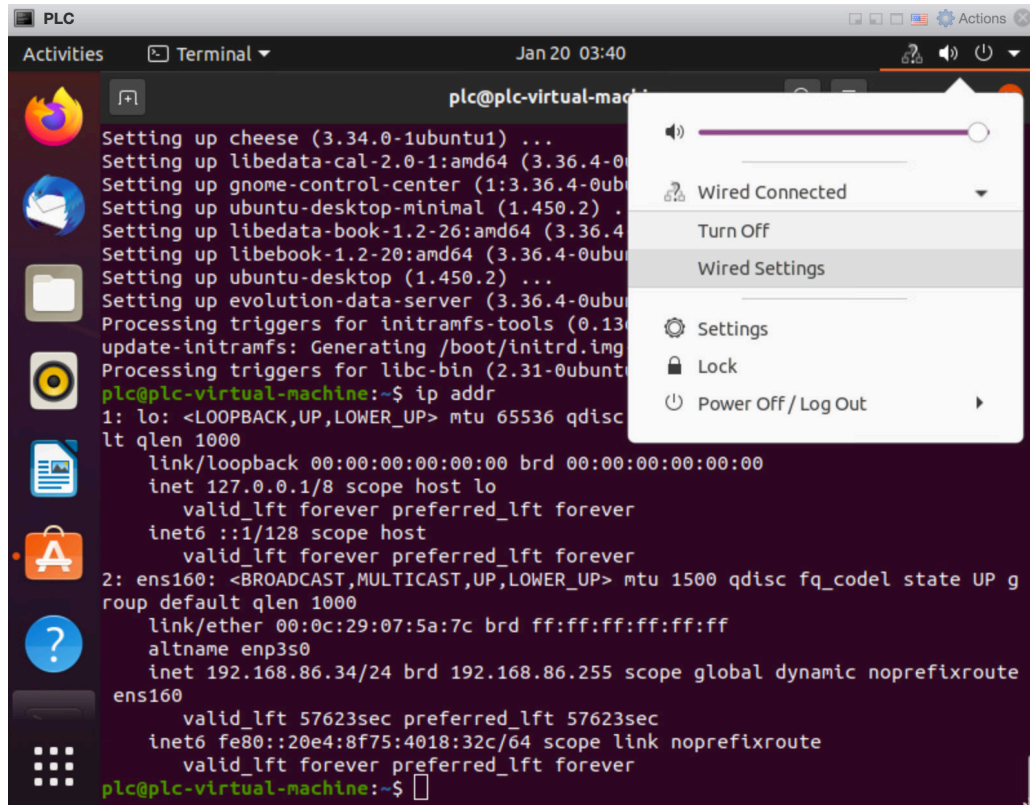 PLC
Actions
Activities
Terminal
Jan 20 03:40
plc@plc-virtual-mac
Setting up cheese (3.34.0-1ubuntu1) ...
Setting up libedata-cal-2.0-1:amd64 (3.36.4-0u
Setting up gnome-control-center (1:3.36.4-0ubu
Setting up ubuntu-desktop-minimal (1.450.2) .
Setting up libedata-book-1.2-26:amd64 (3.36.4
Setting up libebook-1.2-20:amd64 (3.36.4-0ubu
Setting up ubuntu-desktop (1.450.2) ...
Setting up evolution-data-server (3.36.4-0ubu
Processing triggers for initramfs-tools (0.136
update-initramfs: Generating /boot/initrd.img
Processing triggers for libc-bin (2.31-0ubunt
plc@plc-virtual-machine:~$ ip addr
1: lo: <LOOPBACK,UP,LOWER_UP> mtu 65536 qdisc
lt qlen 1000
link/loopback 00:00:00:00:00:00 brd 00:00:00:00:00:00
inet 127.0.0.1/8 scope host lo
valid_lft forever preferred_lft forever
inet6 ::1/128 scope host
valid_lft forever preferred_lft forever
2: ens160: <BROADCAST,MULTICAST,UP,LOWER_UP> mtu 1500 qdisc fq_codel state UP g
roup default qlen 1000
link/ether 00:0c:29:07:5a:7c brd ff:ff:ff:ff:ff:ff
altname enp3s0
inet 192.168.86.34/24 brd 192.168.86.255 scope global dynamic noprefixroute
ens160
valid_lft 57623sec preferred_lft 57623sec
inet6 fe80::20e4:8f75:4018:32c/64 scope link noprefixroute
valid_lft forever preferred_lft forever
plc@plc-virtual-machine:~$
Wired Connected
Turn Off
Wired Settings
Settings
Lock
Power Off / Log Out